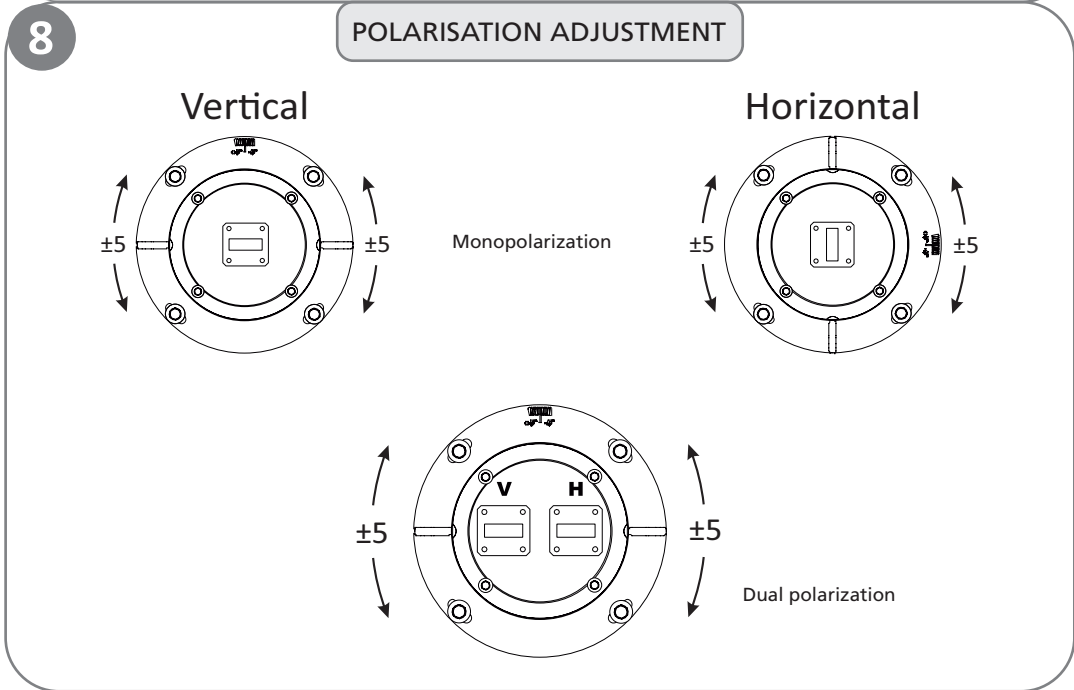 8
POLARISATION ADJUSTMENT
Vertical
Horizontal
±5
±5
Monopolarization
±5
±5
V
H
±5
±5
Dual polarization